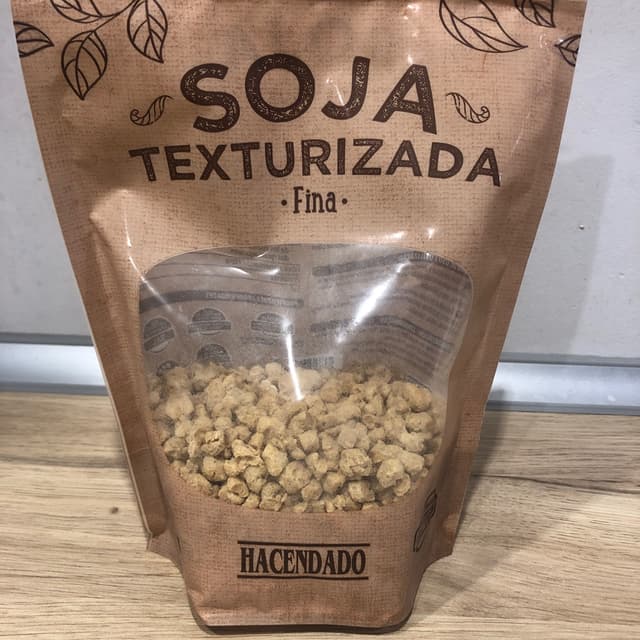 SOJA
TEXTURIZADA
·Fina·
HACENDADO